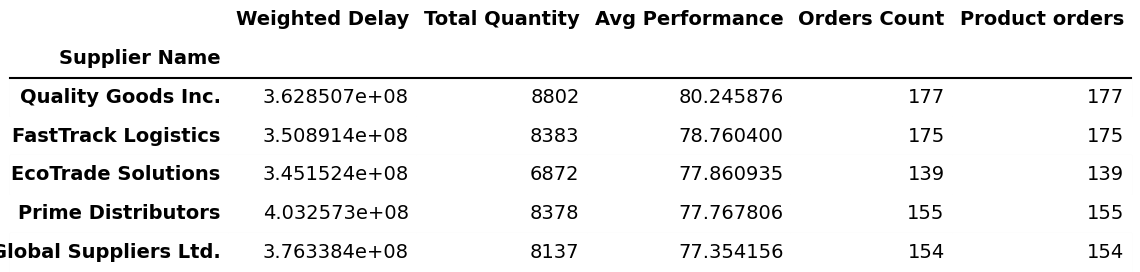 Weighted Delay Total Quantity Avg Performance Orders Count Product orders
Supplier Name
Quality Goods Inc. 3.628507e+08 8802 80.245876 177 177
FastTrack Logistics 3.508914e+08 8383 78.760400 175 175
EcoTrade Solutions 3.451524e+08 6872 77.860935 139 139
Prime Distributors 4.032573e+08 8378 77.767806 155 155
Global Suppliers Ltd. 3.763384e+08 8137 77.354156 154 154